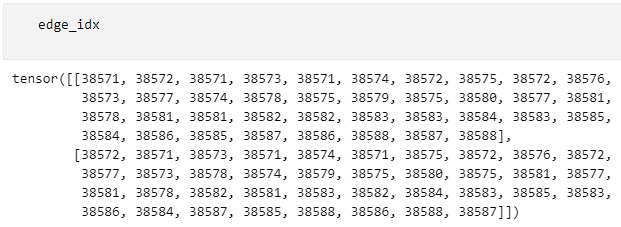 edge_idx
tensor([[38571, 38572, 38571, 38573, 38571, 38574, 38572, 38575, 38572, 38576,
38573, 38577, 38574, 38578, 38575, 38579, 38575, 38580, 38577, 38581,
38578, 38581, 38581, 38582, 38582, 38583, 38583, 38584, 38583, 38585,
38584, 38586, 38585, 38587, 38586, 38588, 38587, 38588],
[38572, 38571, 38573, 38571, 38574, 38571, 38575, 38572, 38576, 38572,
38577, 38573, 38578, 38574, 38579, 38575, 38580, 38575, 38581, 38577,
38581, 38578, 38582, 38581, 38583, 38582, 38584, 38583, 38585, 38583,
38586, 38584, 38587, 38585, 38588, 38586, 38588, 38587]])